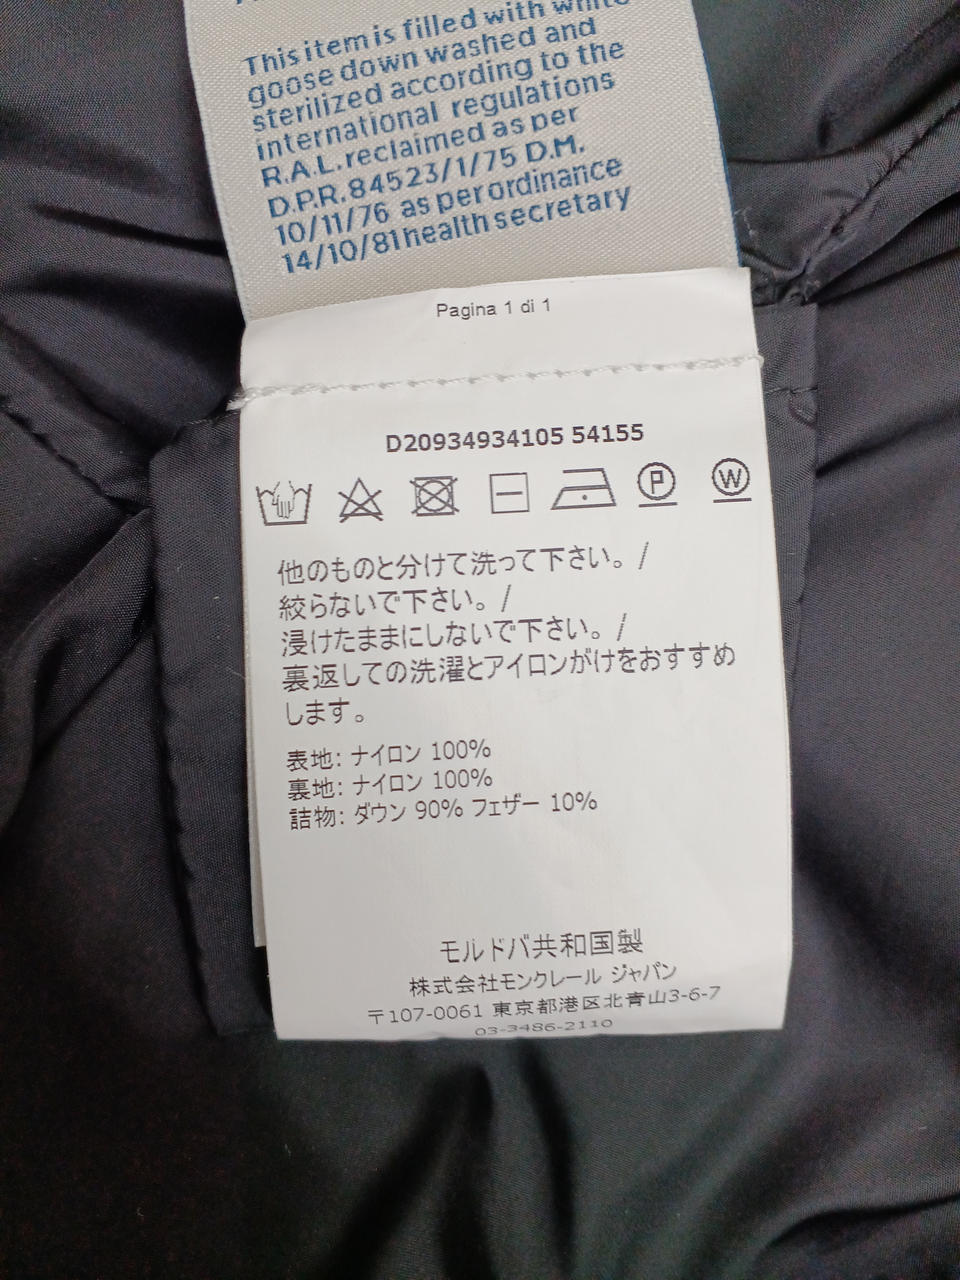 This item is filled with white
goose down washed and
sterilized according to the
international regulations
R.A.L. reclaimed as per
D.P.R. 84523/1/75 D.M.
10/11/76 as per ordinance
14/10/81 health secretary
Pagina 1 di 1
D20934934105 54155
P
W
他のものと分けて洗って下さい。/
絞らないで下さい。/
浸けたままにしないで下さい。/
裏返しての洗濯とアイロンがけをおすすめ
します。
表地: ナイロン 100%
裏地: ナイロン 100%
詰物: ダウン 90% フェザー 10%
モルドバ共和国製
株式会社モンクレール ジャパン
〒107-0061 東京都港区北青山3-6-7
03-3486-2110